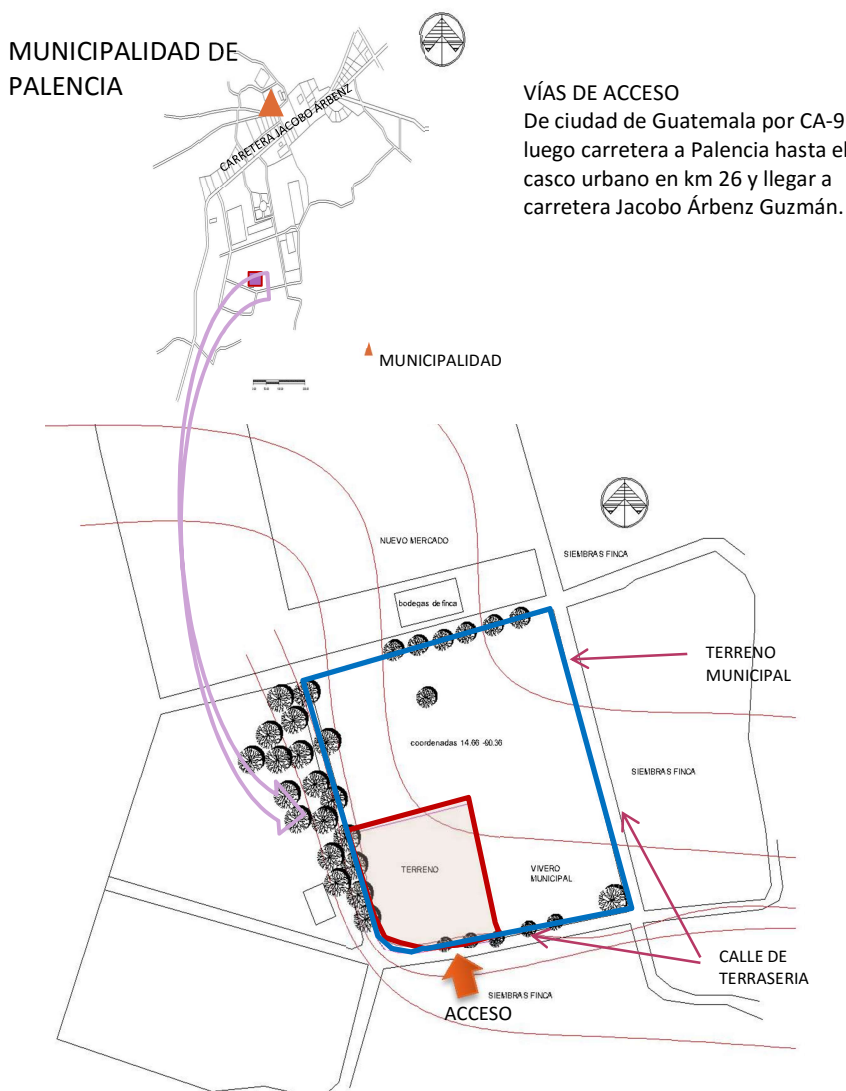 MUNICIPALIDAD DE
PALENCIA
CARRETERA JACOBO ÁRBENZ
VÍAS DE ACCESO
De ciudad de Guatemala por CA-9
luego carretera a Palencia hasta el
casco urbano en km 26 y llegar a
carretera Jacobo Árbenz Guzmán.
MUNICIPALIDAD
NUEVO MERCADO
SIEMBRAS FINCA
bodegas de finca
TERRENO
MUNICIPAL
coordenadas 14.66 -90.36
SIEMBRAS FINCA
TERRENO
VIVERO
MUNICIPAL
CALLE DE
TERRASERIA
SIEMBRAS FINCA
ACCESO